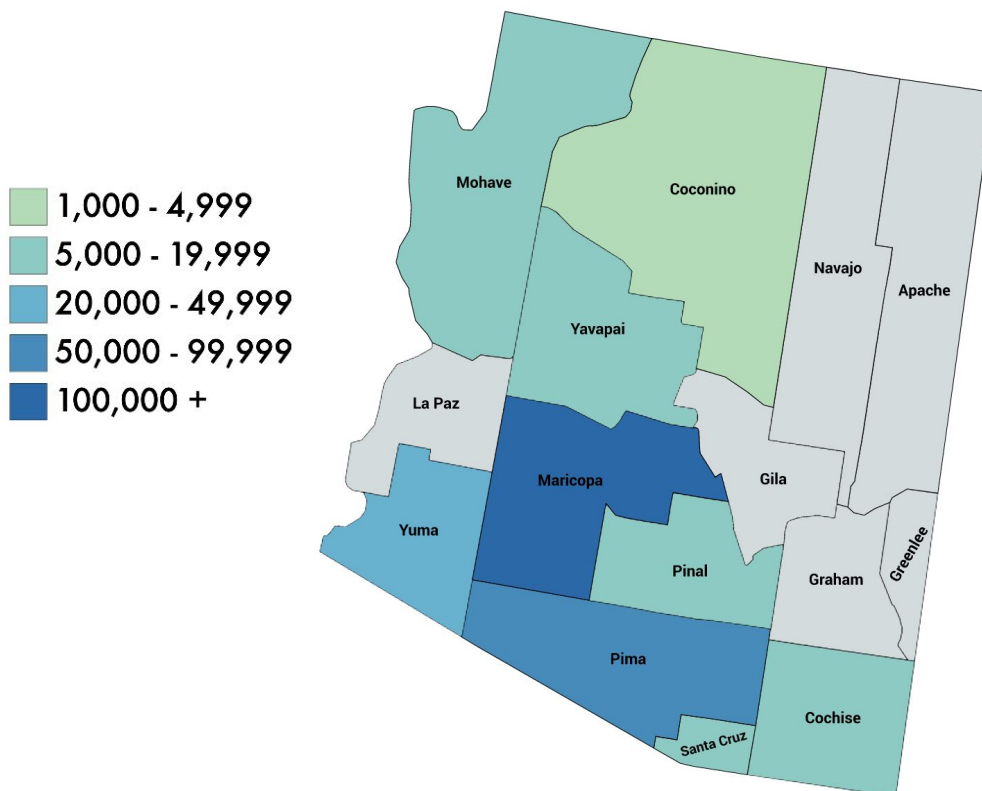 1,000 - 4,999
5,000 - 19,999
20,000 - 49,999
50,000 - 99,999
100,000 +
Mohave
Coconino
Navajo
Apache
Yavapai
La Paz
Maricopa
Gila
Yuma
Pinal
Graham
Greenlee
Pima
Cochise
Santa Cruz